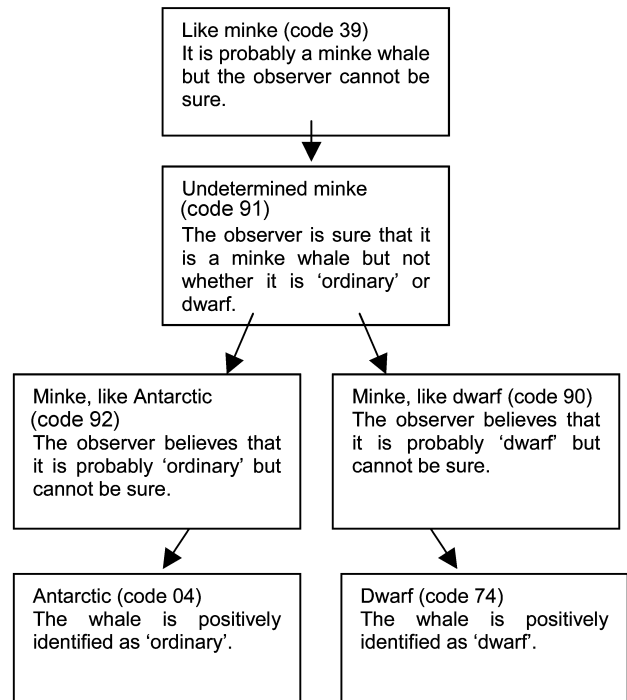 Like minke (code 39)
It is probably a minke whale
but the observer cannot be
sure.
Undetermined minke
(code 91)
The observer is sure that it
is a minke whale but not
whether it is ‘ordinary’ or
dwarf.
Minke, like Antarctic
(code 92)
The observer believes that
it is probably ‘ordinary’ but
cannot be sure.
Minke, like dwarf (code 90)
The observer believes that
it is probably ‘dwarf’ but
cannot be sure.
Antarctic (code 04)
The whale is positively
identified as ‘ordinary’.
Dwarf (code 74)
The whale is positively
identified as ‘dwarf’.